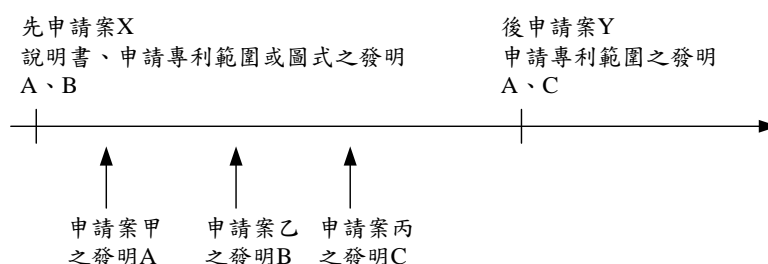 先申請案X
說明書、申請專利範圍或圖式之發明
A、B
後申請案Y
申請專利範圍之發明
A、C
申請案甲
之發明A
申請案乙
之發明B
申請案丙
之發明C